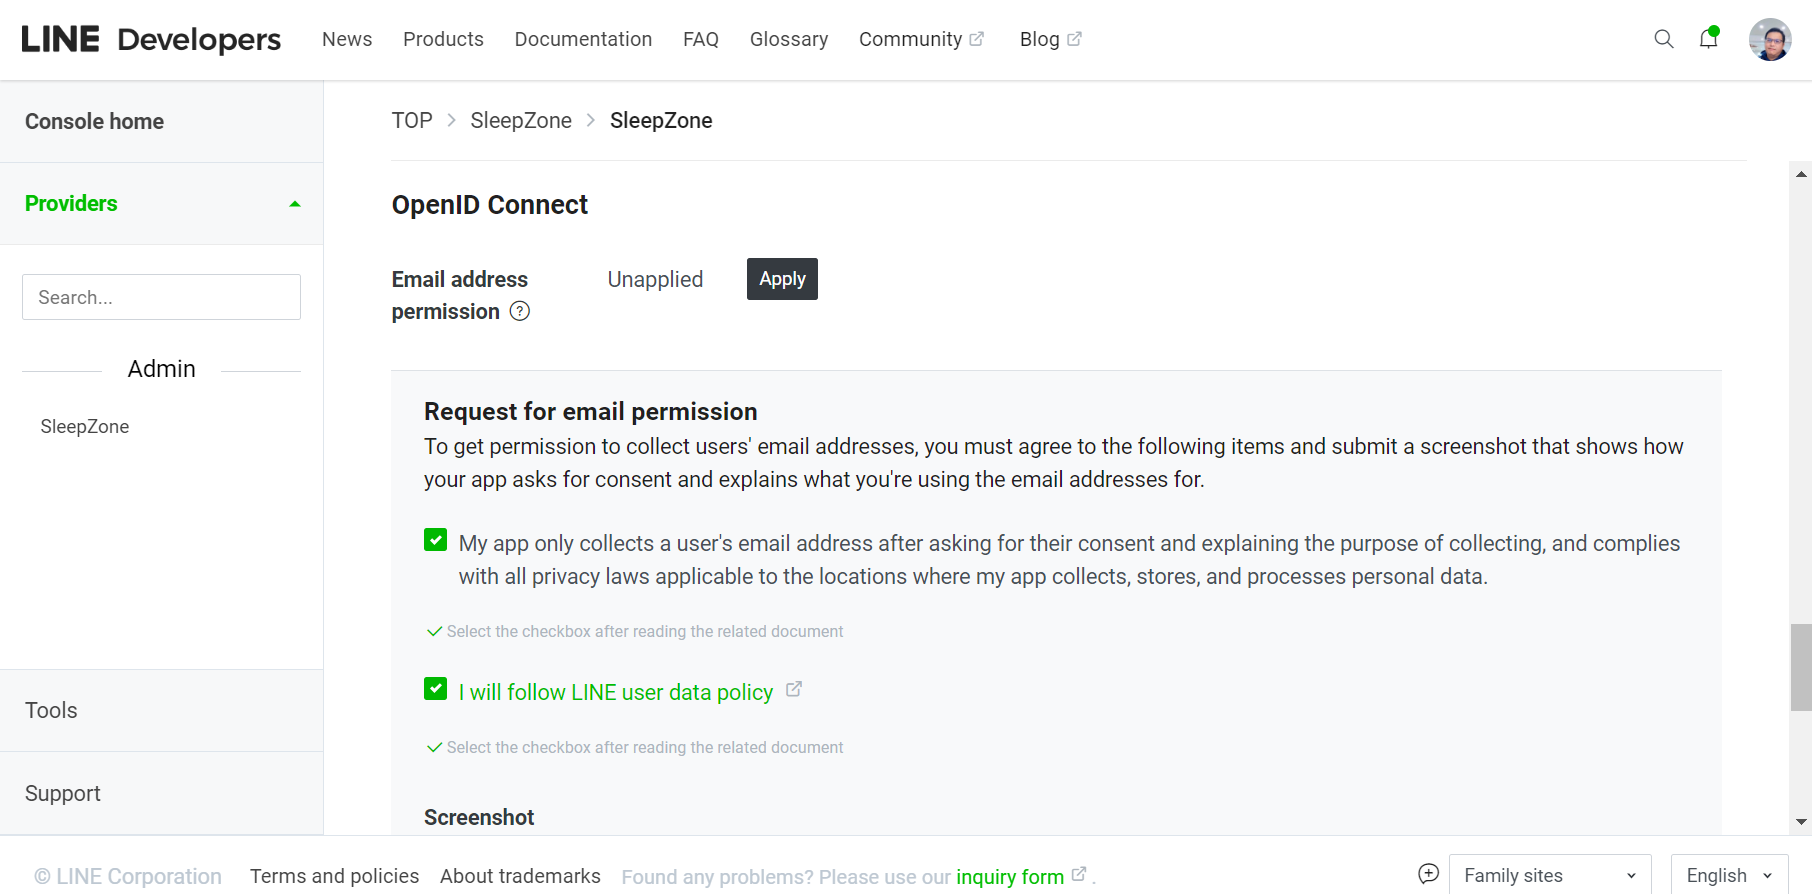 LINE Developers
News Products Documentation FAQ Glossary Community Blog
Console home
Providers
Search...
Admin
SleepZone
Tools
Support
TOP > SleepZone > SleepZone
OpenID Connect
Email address Unapplied Apply
permission ?
Request for email permission
To get permission to collect users' email addresses, you must agree to the following items and submit a screenshot that shows how
your app asks for consent and explains what you're using the email addresses for.
My app only collects a user's email address after asking for their consent and explaining the purpose of collecting, and complies
with all privacy laws applicable to the locations where my app collects, stores, and processes personal data.
Select the checkbox after reading the related document
I will follow LINE user data policy
Select the checkbox after reading the related document
Screenshot
© LINE Corporation Terms and policies About trademarks Found any problems? Please use our inquiry form . Family sites English